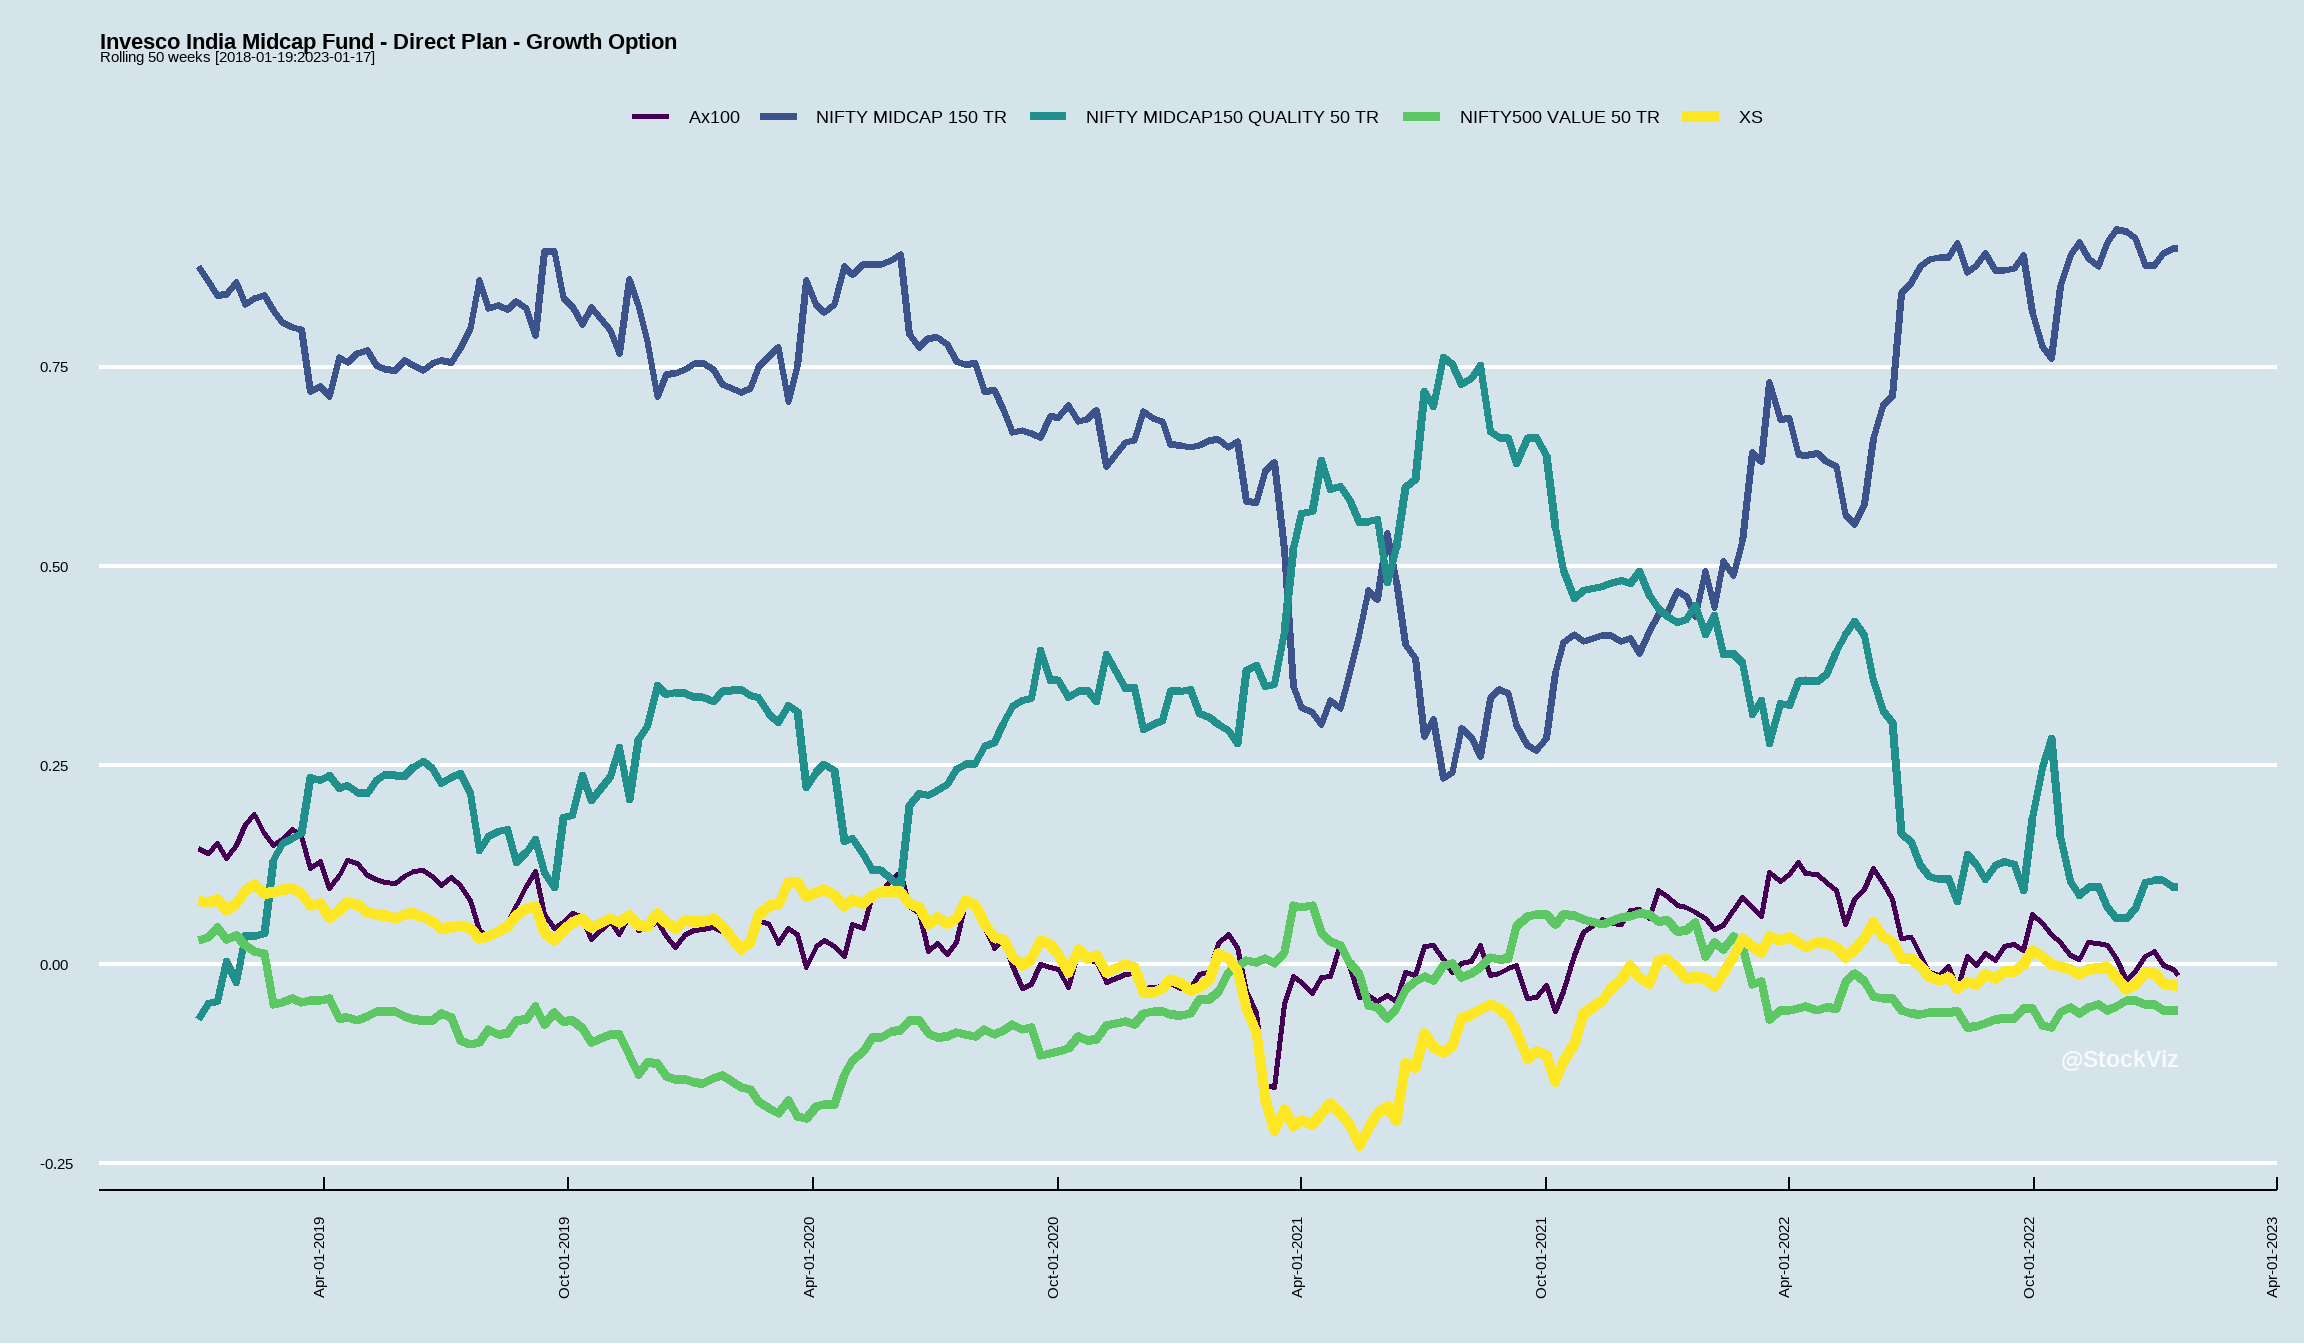 Invesco India Midcap Fund - Direct Plan - Growth Option
Rolling 50 weeks [2018-01-19:2023-01-17]
Ax100 NIFTY MIDCAP 150 TR NIFTY MIDCAP150 QUALITY 50 TR NIFTY500 VALUE 50 TR XS
0.75
0.50
0.25
0.00
-0.25
@StockViz
Apr-01-2019 Oct-01-2019 Apr-01-2020 Oct-01-2020 Apr-01-2021 Oct-01-2021 Apr-01-2022 Oct-01-2022 Apr-01-2023